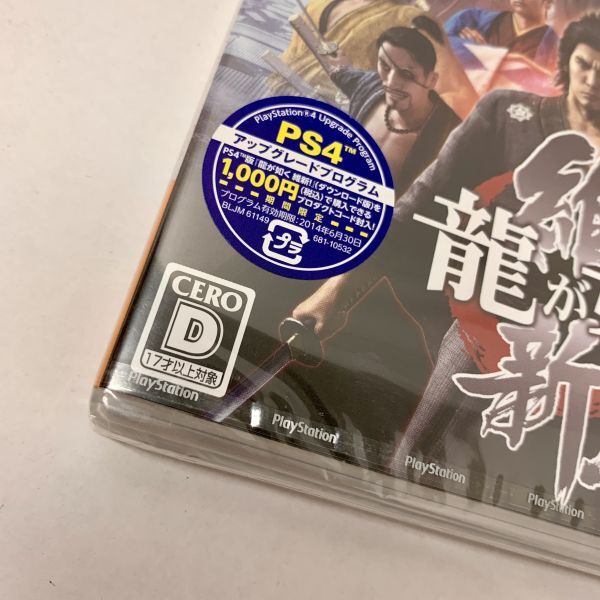 PlayStation®4 Upgrade Program
PS4™
アップグレードプログラム
PS4™版「龍が如く 維新!」(ダウンロード版)を
1,000円(税込)で購入できる
プロダクトコード封入!
期間限定
プログラム有効期限:2014年6月30日
BLJM 61149
681-10532
プラ
龍が
維
新
CERO
D
17才以上対象
PlayStation
PlayStation
PlayStation
PlayStation